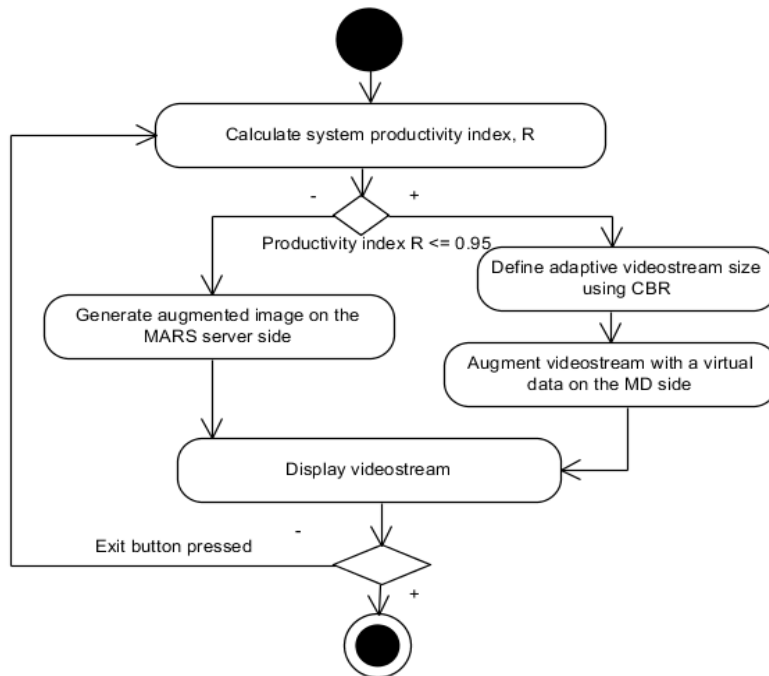 Calculate system productivity index, R
-
+
Productivity index R <= 0.95
Define adaptive videostream size
using CBR
Generate augmented image on the
MARS server side
Augment videostream with a virtual
data on the MD side
Display videostream
-
Exit button pressed
+